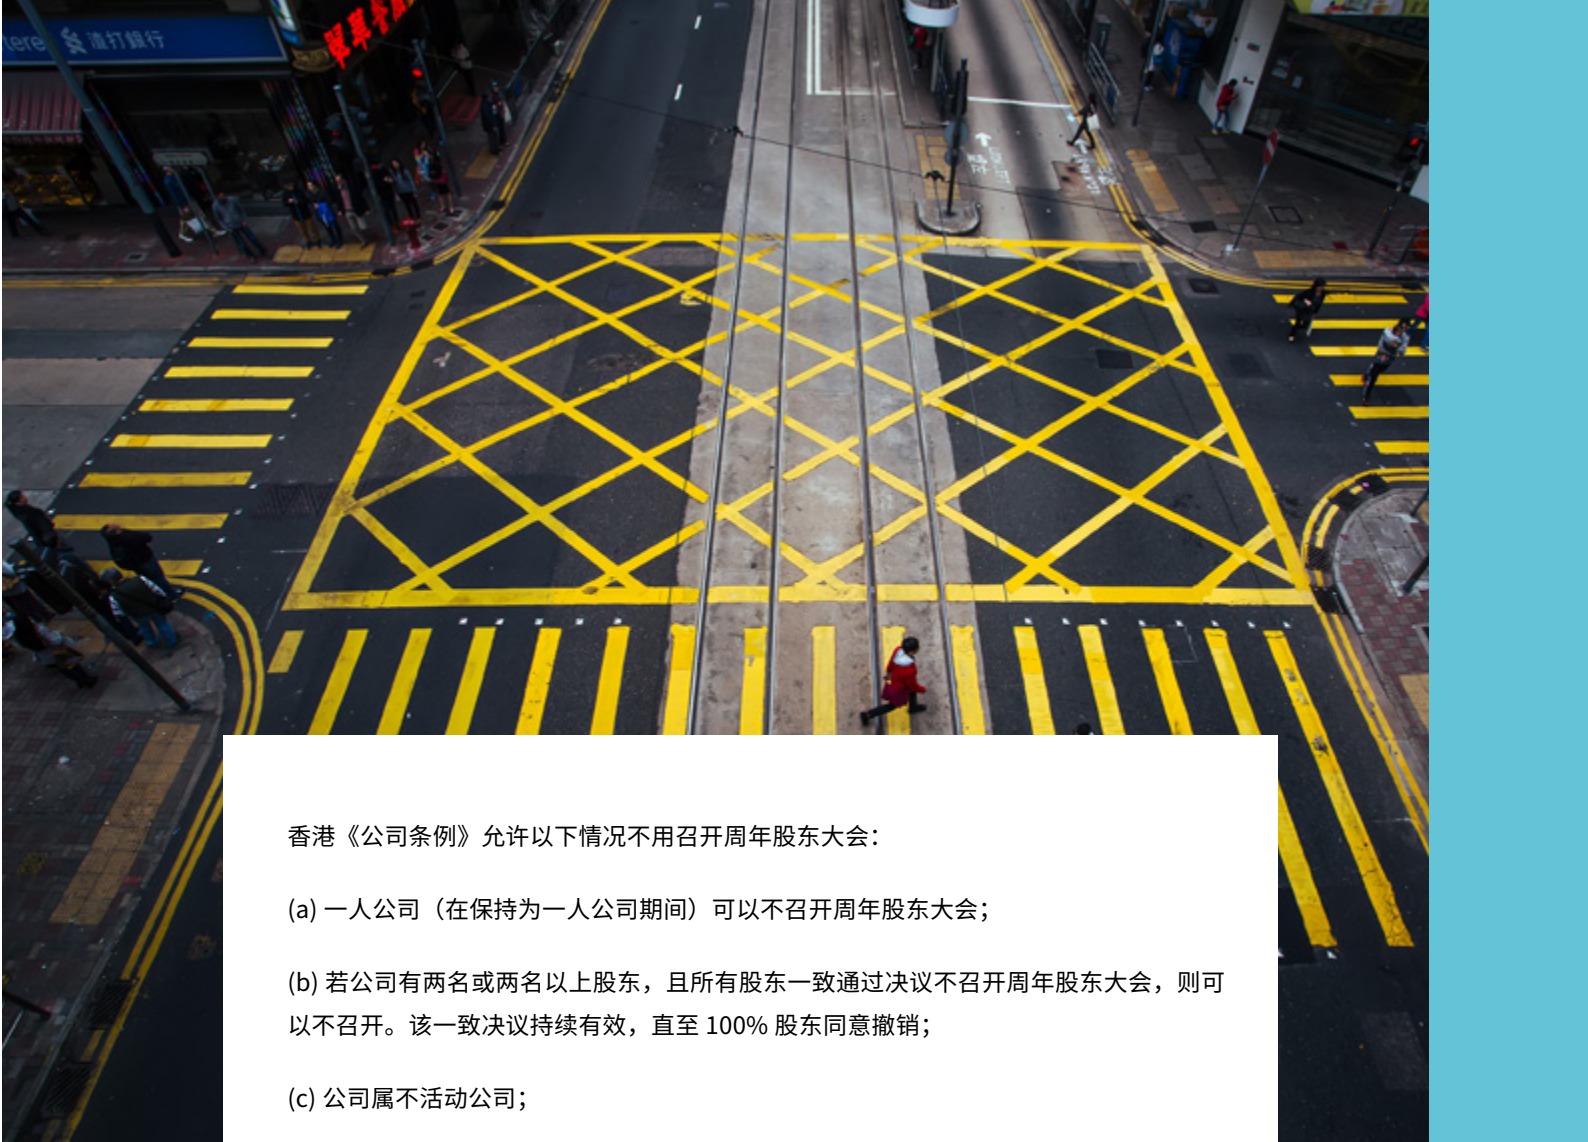 渣打銀行
香港《公司条例》允许以下情况不用召开周年股东大会：
(a) 一人公司（在保持为一人公司期间）可以不召开周年股东大会；
(b) 若公司有两名或两名以上股东，且所有股东一致通过决议不召开周年股东大会，则可
以不召开。该一致决议持续有效，直至 100% 股东同意撤销；
(c) 公司属不活动公司；